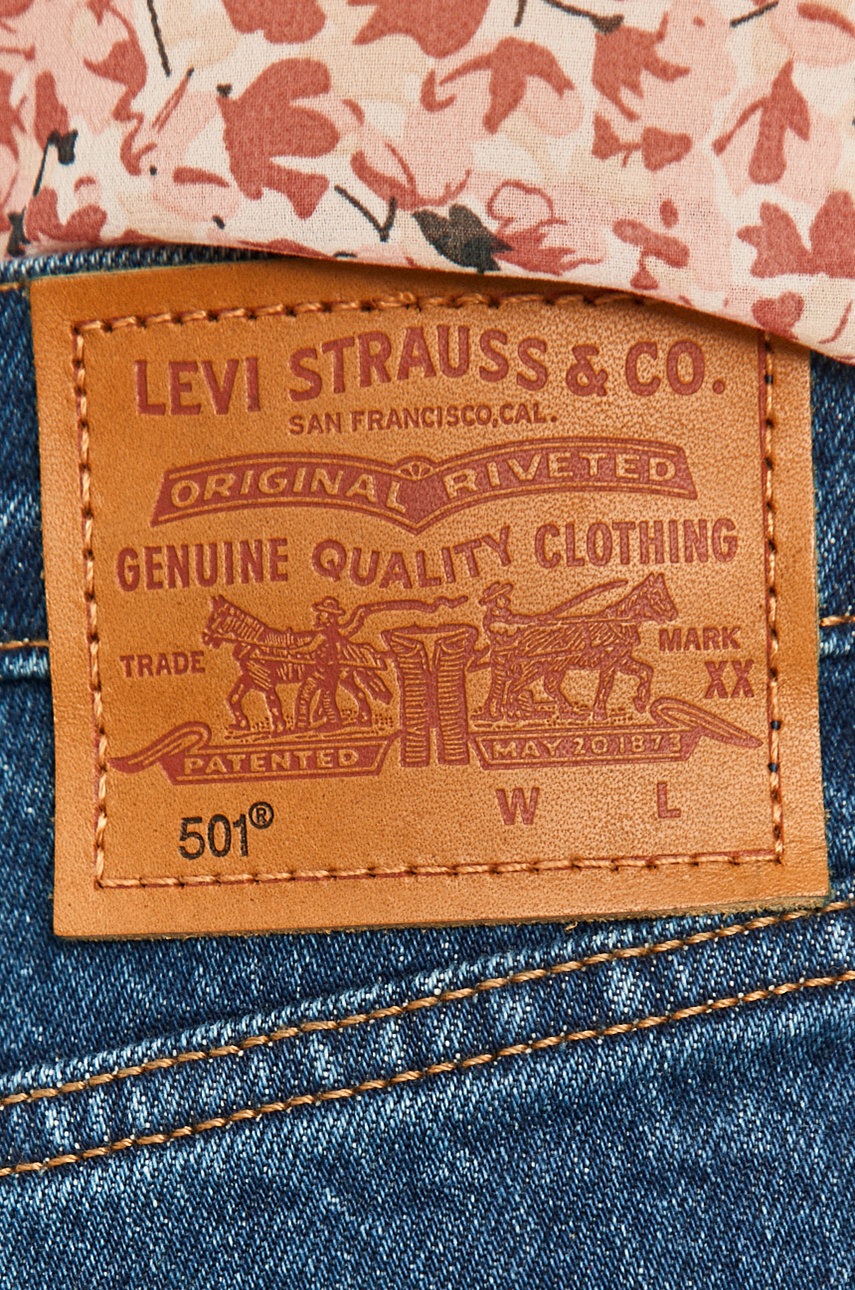 LEVI STRAUSS & CO.
SAN FRANCISCO, CAL.
ORIGINAL RIVETED
GENUINE QUALITY CLOTHING
TRADE MARK
XX
PATENTED MAY 20 1873
501® W L